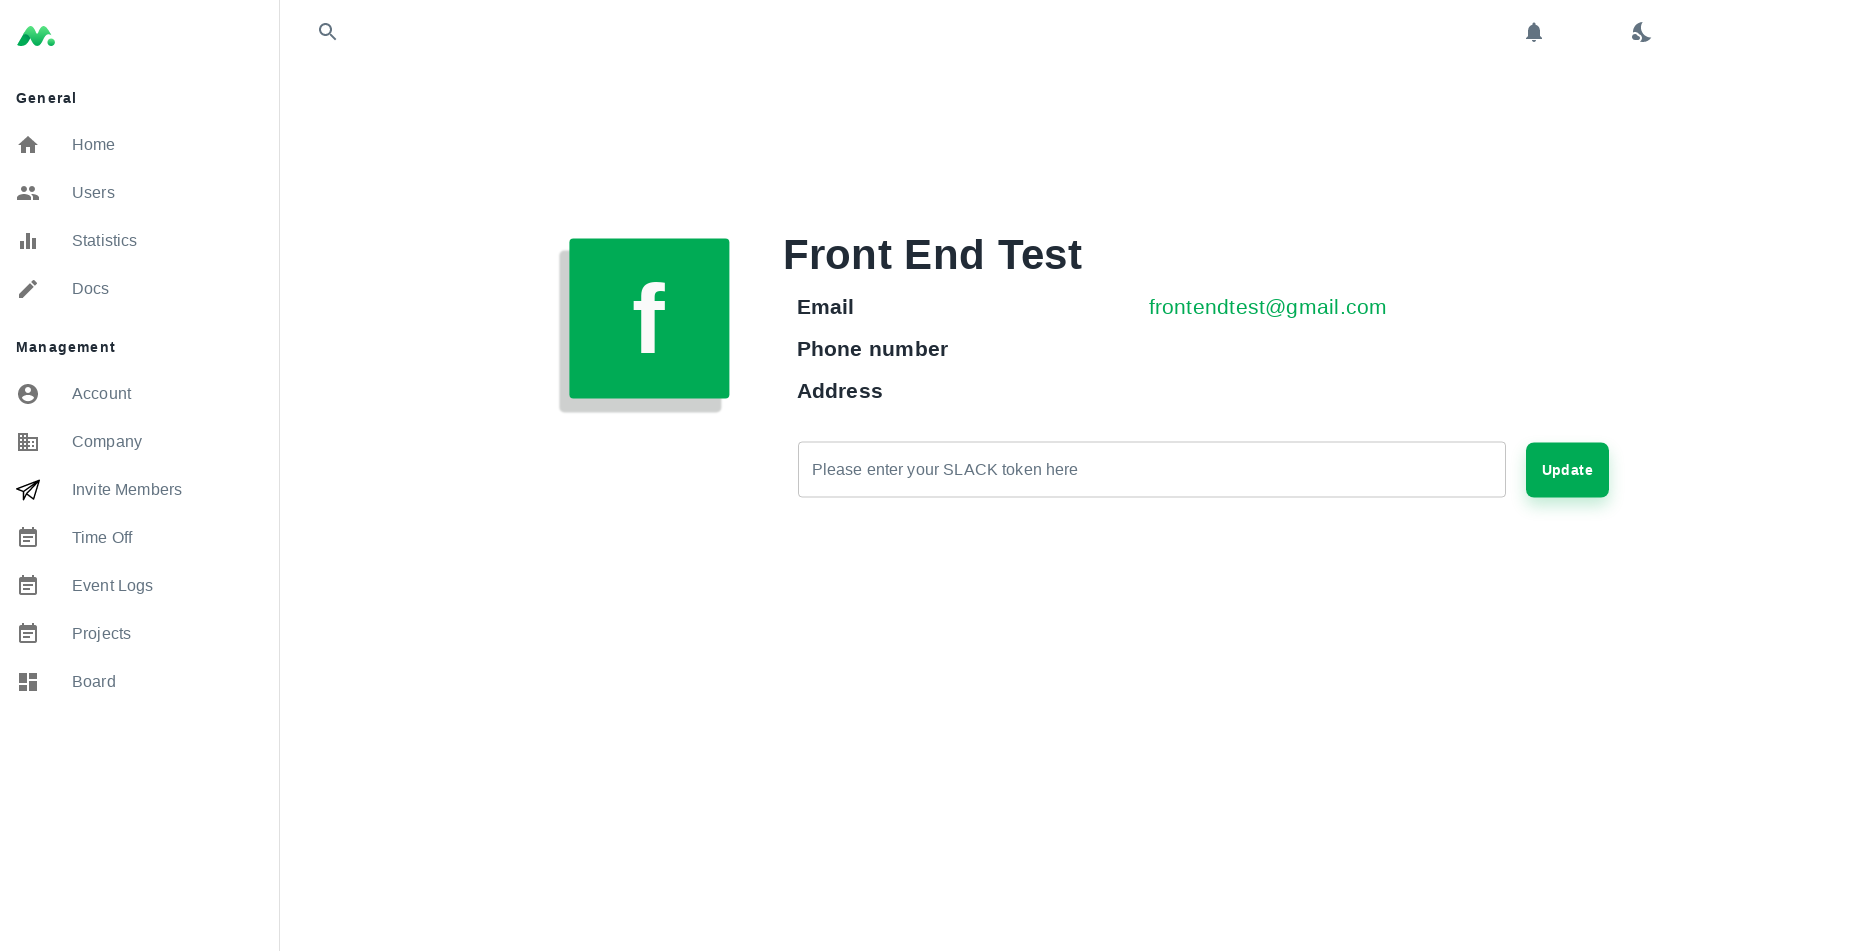 General
Home
Users
Statistics
Docs
Management
Account
Company
Invite Members
Time Off
Event Logs
Projects
Board
f
Front End Test
Email frontendtest@gmail.com
Phone number
Address
Please enter your SLACK token here
Update